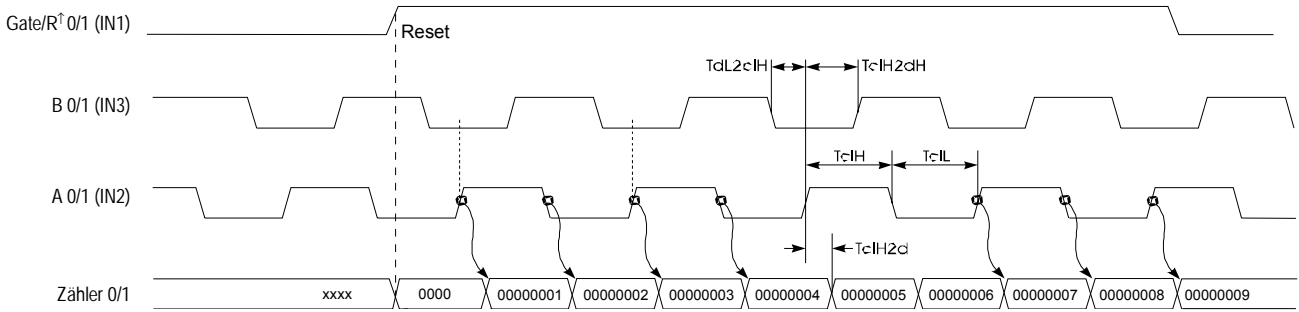 Gate/R↑ 0/1 (IN1)
Reset
TdL2clH
TclH2dH
B 0/1 (IN3)
TclH
TclL
A 0/1 (IN2)
TclH2d
Zähler 0/1
xxxx
0000
00000001
00000002
00000003
00000004
00000005
00000006
00000007
00000008
00000009